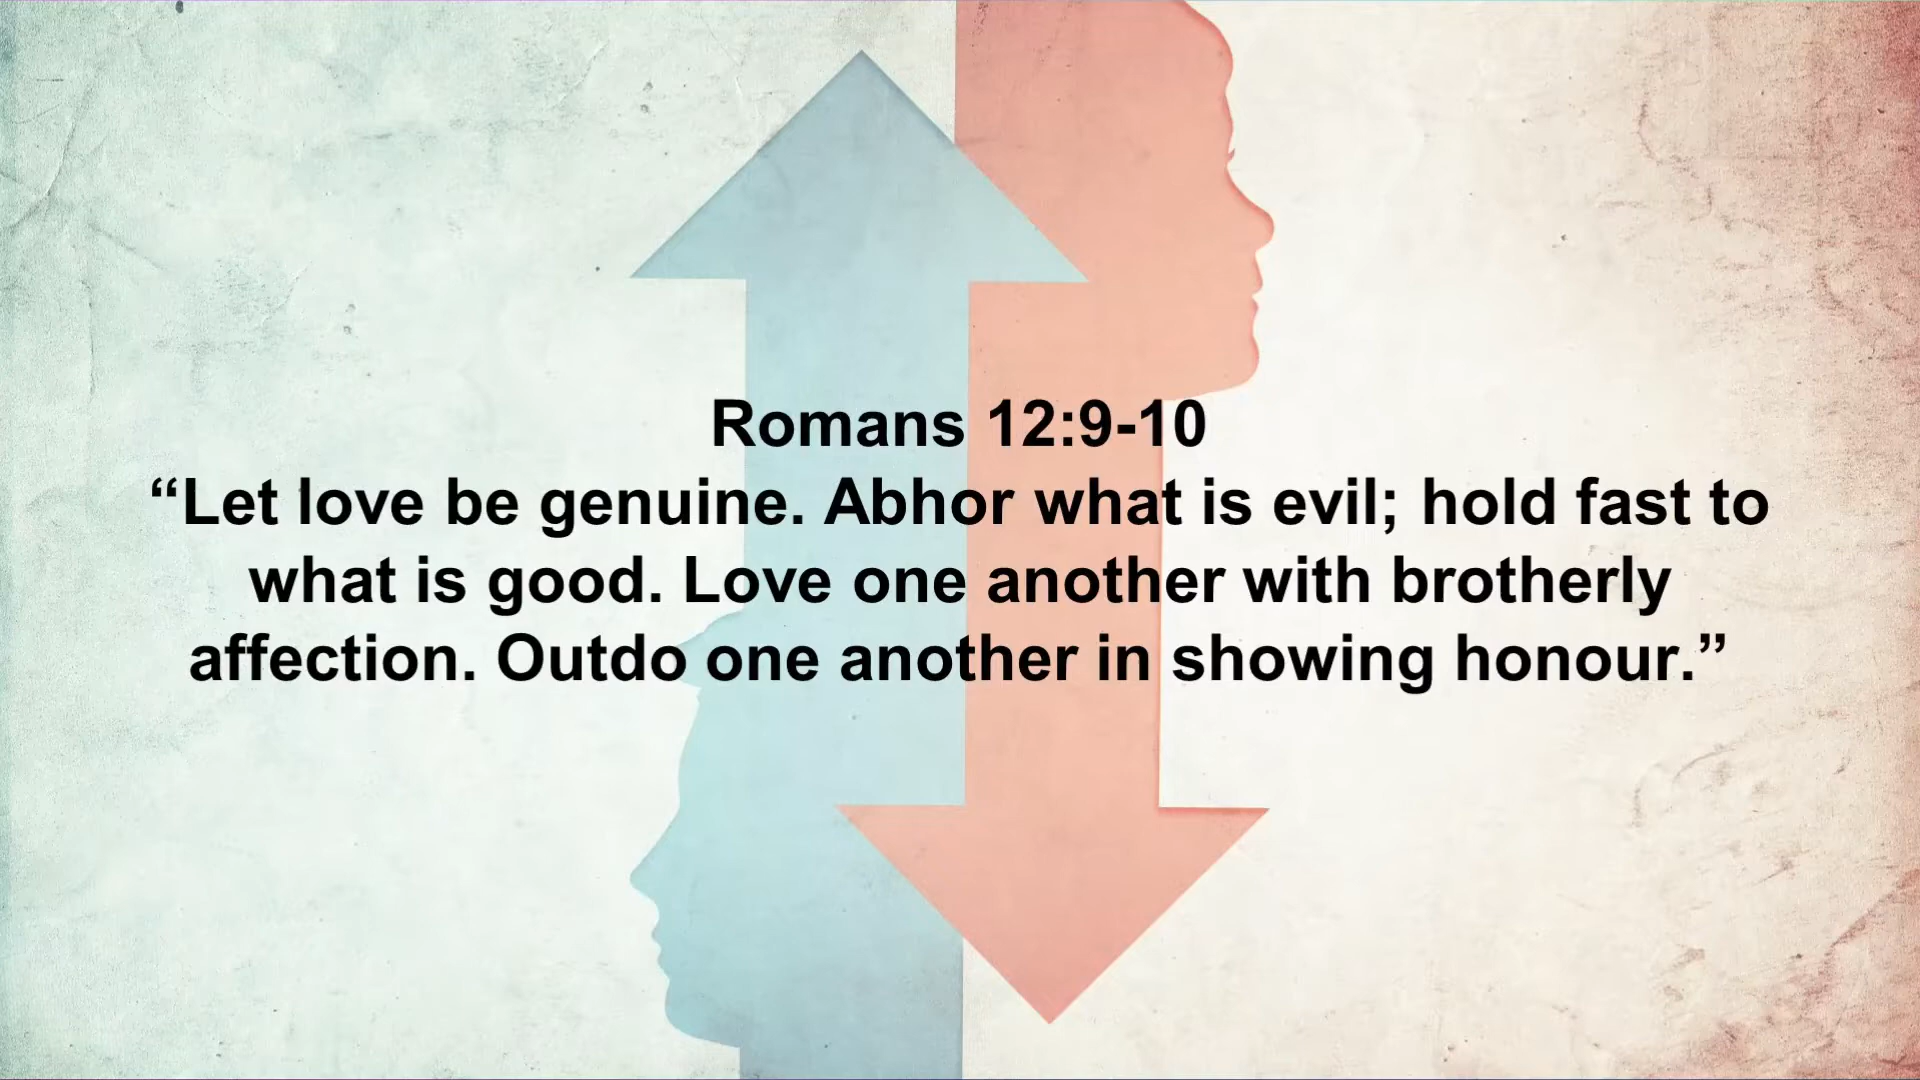 Romans 12:9-10
“Let love be genuine. Abhor what is evil; hold fast to
what is good. Love one another with brotherly
affection. Outdo one another in showing honour.”